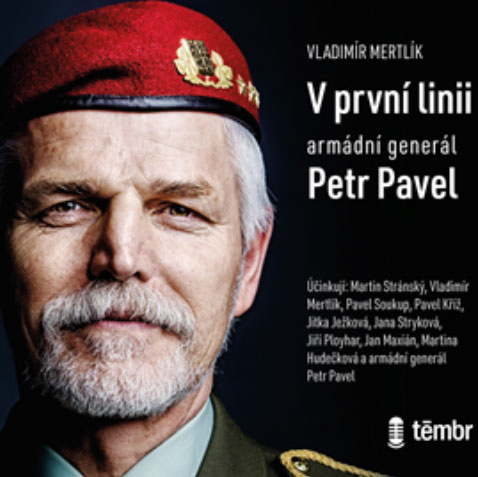 VLADIMÍR MERTLÍK
V první linii
armádní generál
Petr Pavel
Účinkují: Martin Stránský, Vladimír
Mertlík, Pavel Soukup, Pavel Kříž,
Jitka Ježková, Jana Stryková,
Jiří Ployhar, Jan Maxián, Martina
Hudečková a armádní generál
Petr Pavel
tēmbr